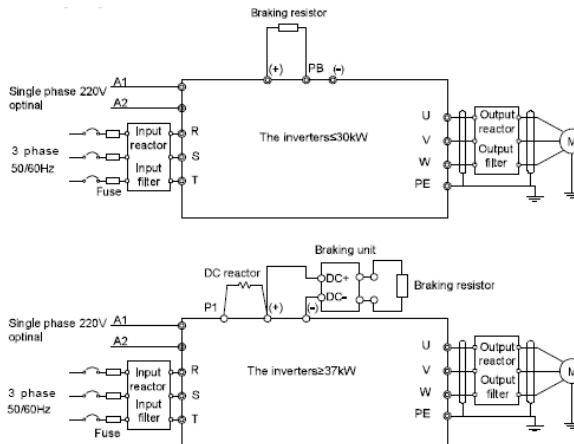 Braking resistor
(+) PB (-)
Single phase 220V
optinal
A1
A2
3 phase
50/60Hz
Fuse
Input
reactor
Input
filter
R
S
T
The inverters≤30kW
U
V
W
PE
Output
reactor
Output
filter
M
Braking unit
DC reactor
DC+
DC-
Braking resistor
P1 (+) (-)
Single phase 220V
optinal
A1
A2
3 phase
50/60Hz
Fuse
Input
reactor
Input
filter
R
S
T
The inverters≥37kW
U
V
W
PE
Output
reactor
Output
filter
M